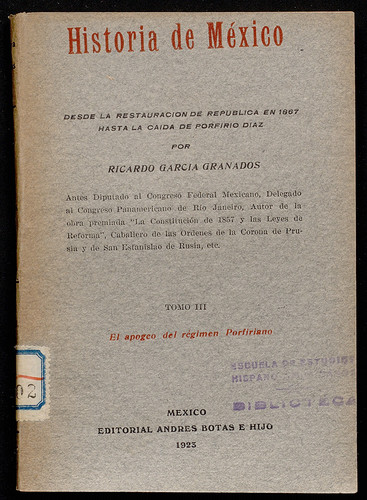 Historia de México
DESDE LA RESTAURACION DE REPUBLICA EN 1867
HASTA LA CAIDA DE PORFIRIO DIAZ
POR
RICARDO GARCIA GRANADOS
Antes Diputado al Congreso Federal Mexicano, Delegado
al Congreso Panamericano de Río Janeiro, Autor de la
obra premiada "La Constitución de 1857 y las Leyes de
Reforma", Caballero de las Ordenes de la Corona de Pru-
sia y de San Estanislao de Rusia, etc.
TOMO III
El apogeo del régimen Porfiriano
ESCUELA DE ESTUDIOS
HISPANO
BIBLIOTECA
02
MEXICO
EDITORIAL ANDRES BOTAS E HIJO
1923